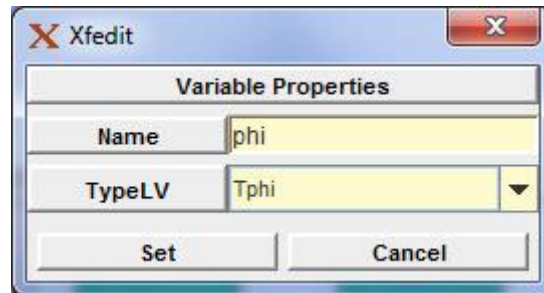 Xfedit
Variable Properties
Name phi
TypeLV Tphi
Set Cancel